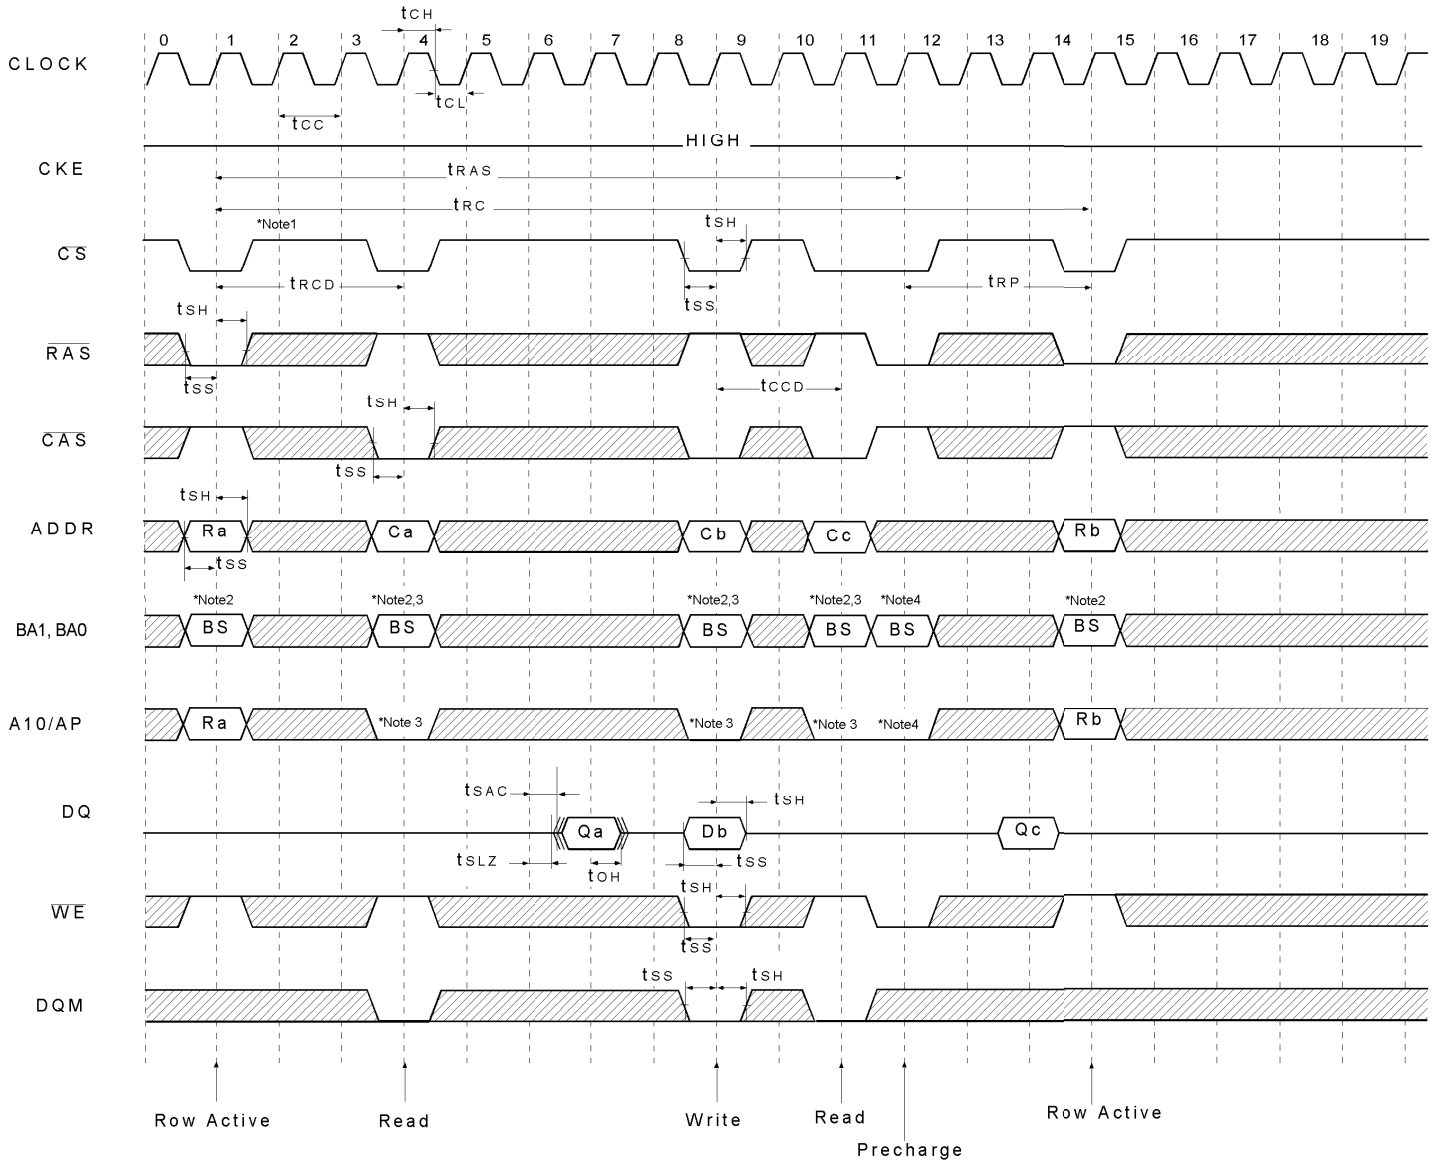 tCH
0 1 2 3 4 5 6 7 8 9 10 11 12 13 14 15 16 17 18 19
CLOCK
tCL
tCC
HIGH
CKE
tRAS
tRC
*Note1
tSH
CS
tRCD
tRP
tSS
tSH
RAS
tSS
tCCD
tSH
CAS
tSS
tSH
ADDR
Ra Ca Cb Cc Rb
tSS
*Note2 *Note2,3 *Note2,3 *Note2,3 *Note4 *Note2
BA1, BA0
BS BS BS BS BS BS
A10/AP
Ra *Note 3 *Note 3 *Note 3 *Note4 Rb
tSAC
tSH
DQ
Qa Db Qc
tSLZ
tOH
tSS
tSH
WE
tSS
tSS
tSH
DQM
Row Active
Read
Write
Read
Row Active
Precharge